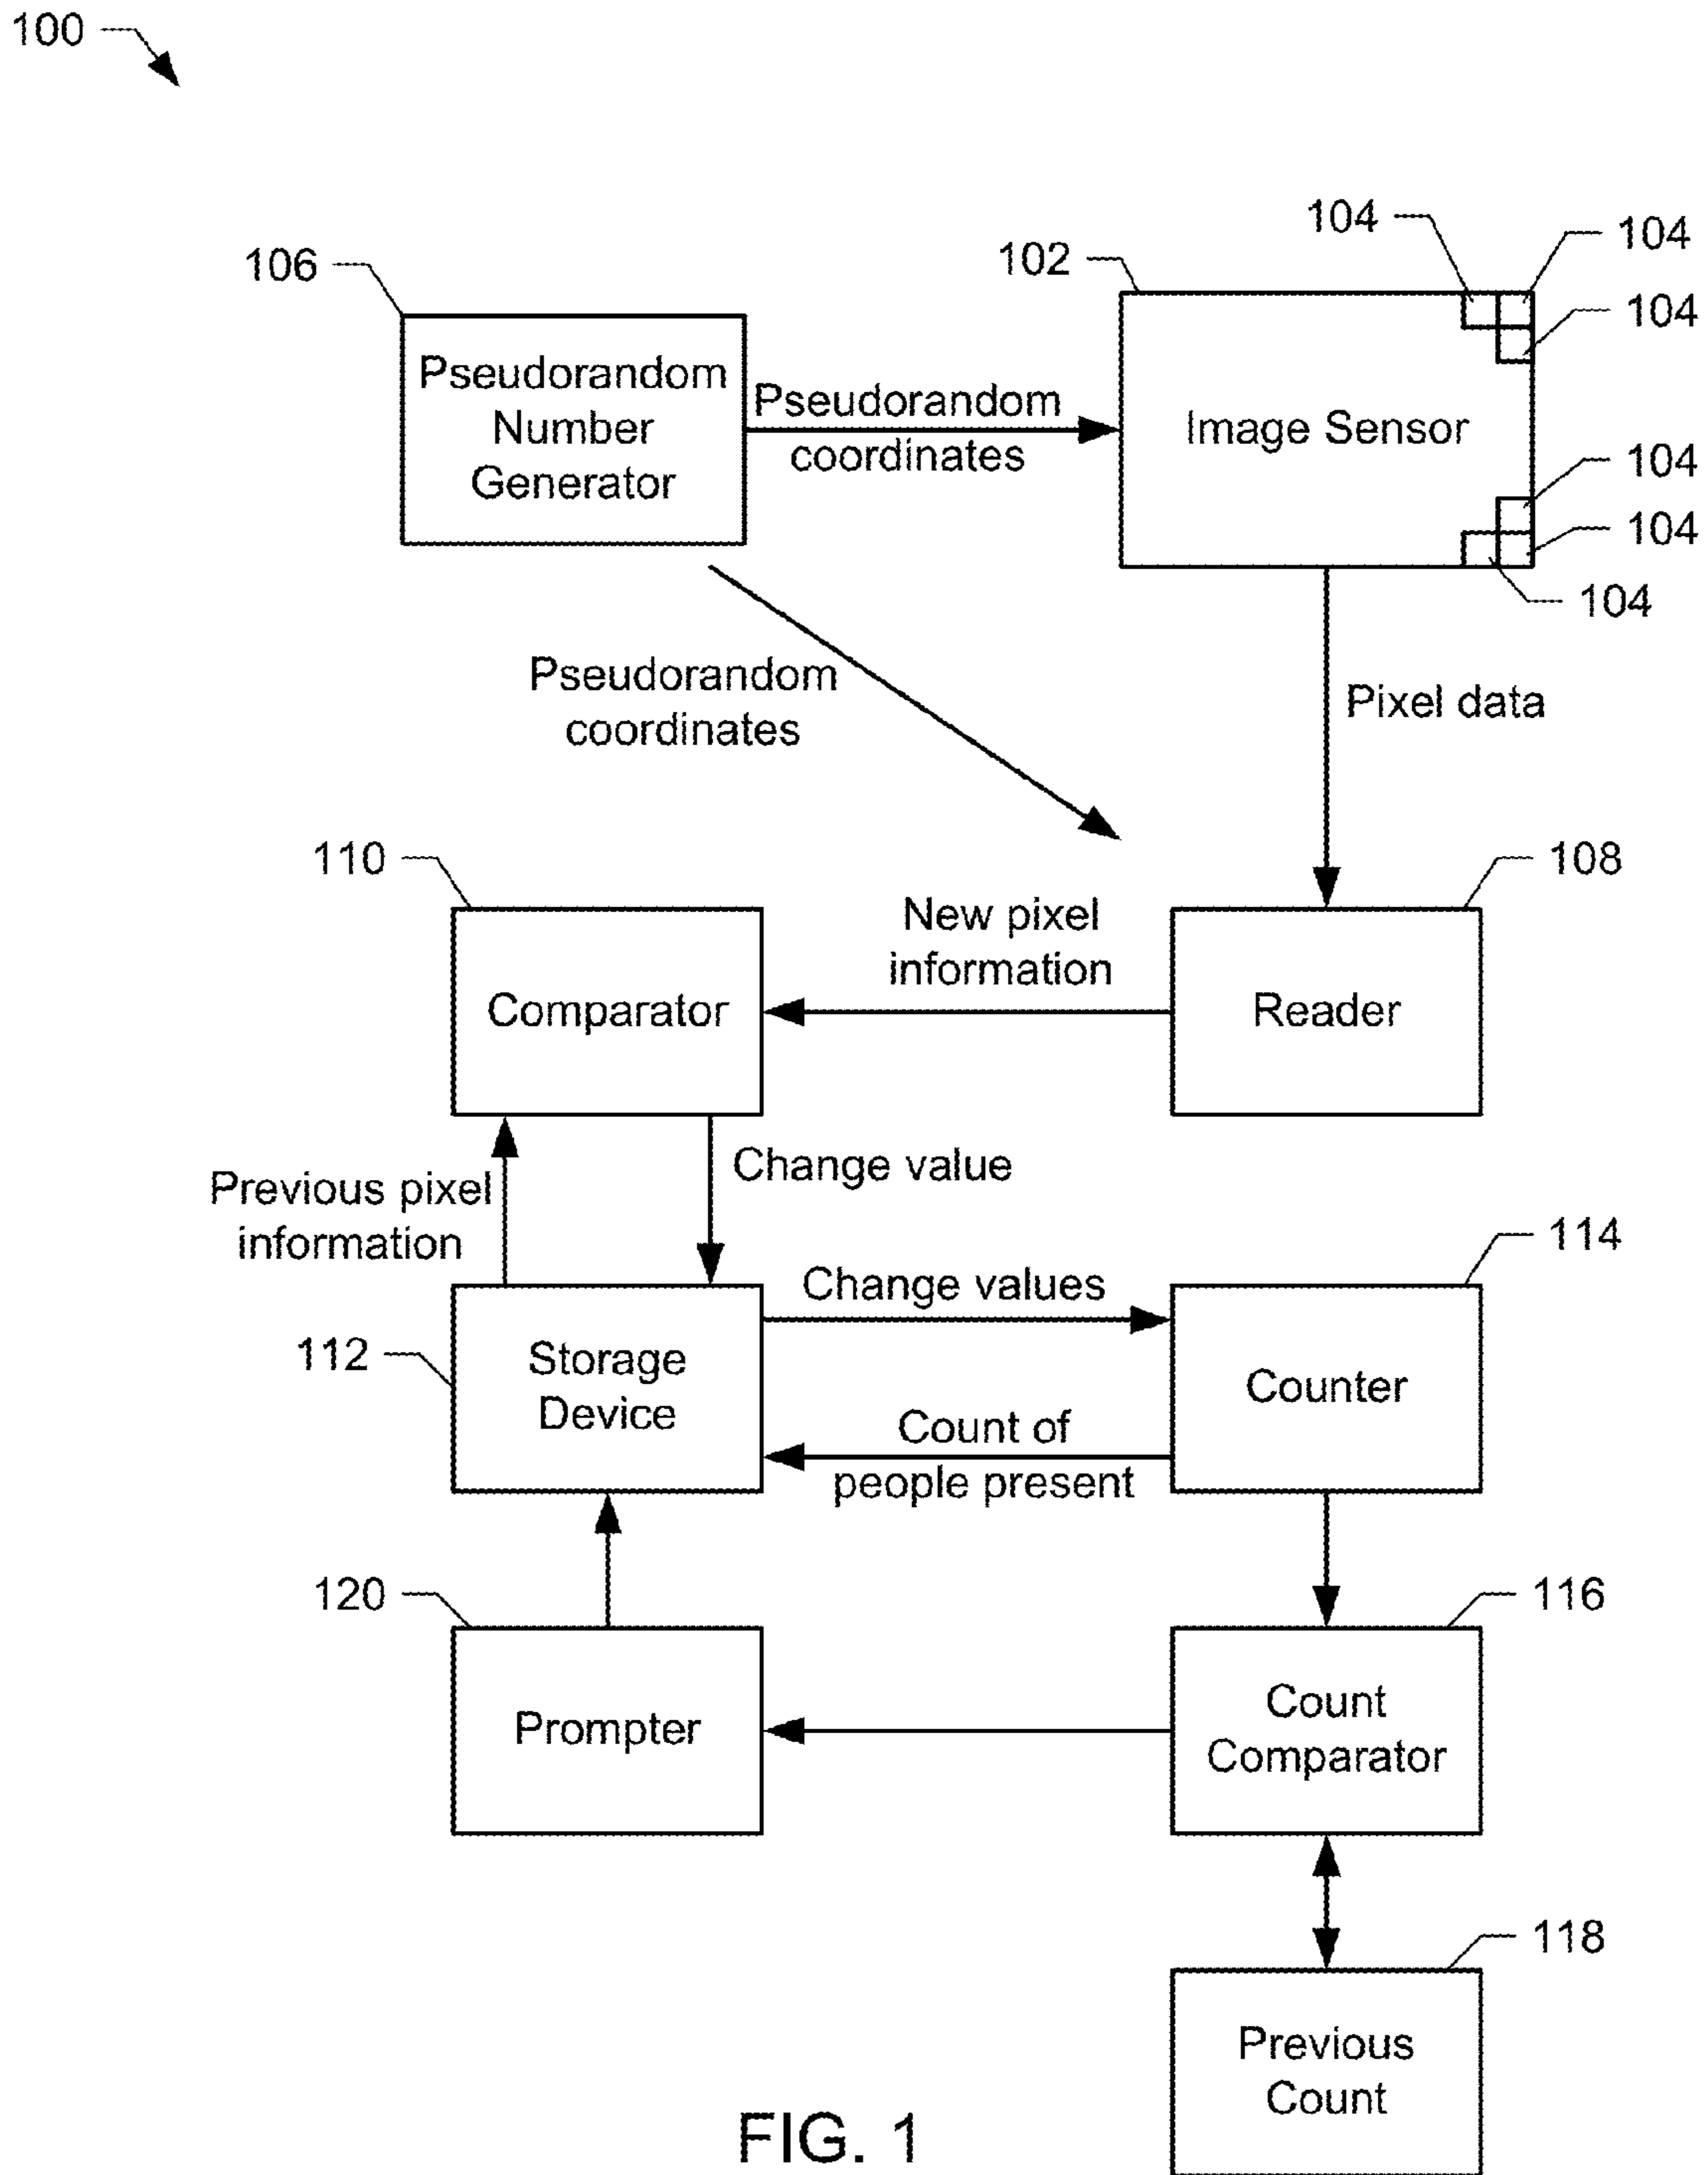 100
104
104
106
102
104
Pseudorandom
Number
Generator
Pseudorandom
coordinates
Image Sensor
104
104
104
Pseudorandom
coordinates
Pixel data
110
108
New pixel
information
Comparator
Reader
Previous pixel
information
Change value
114
Change values
112
Storage
Device
Counter
Count of
people present
120
116
Prompter
Count
Comparator
118
Previous
Count
FIG. 1